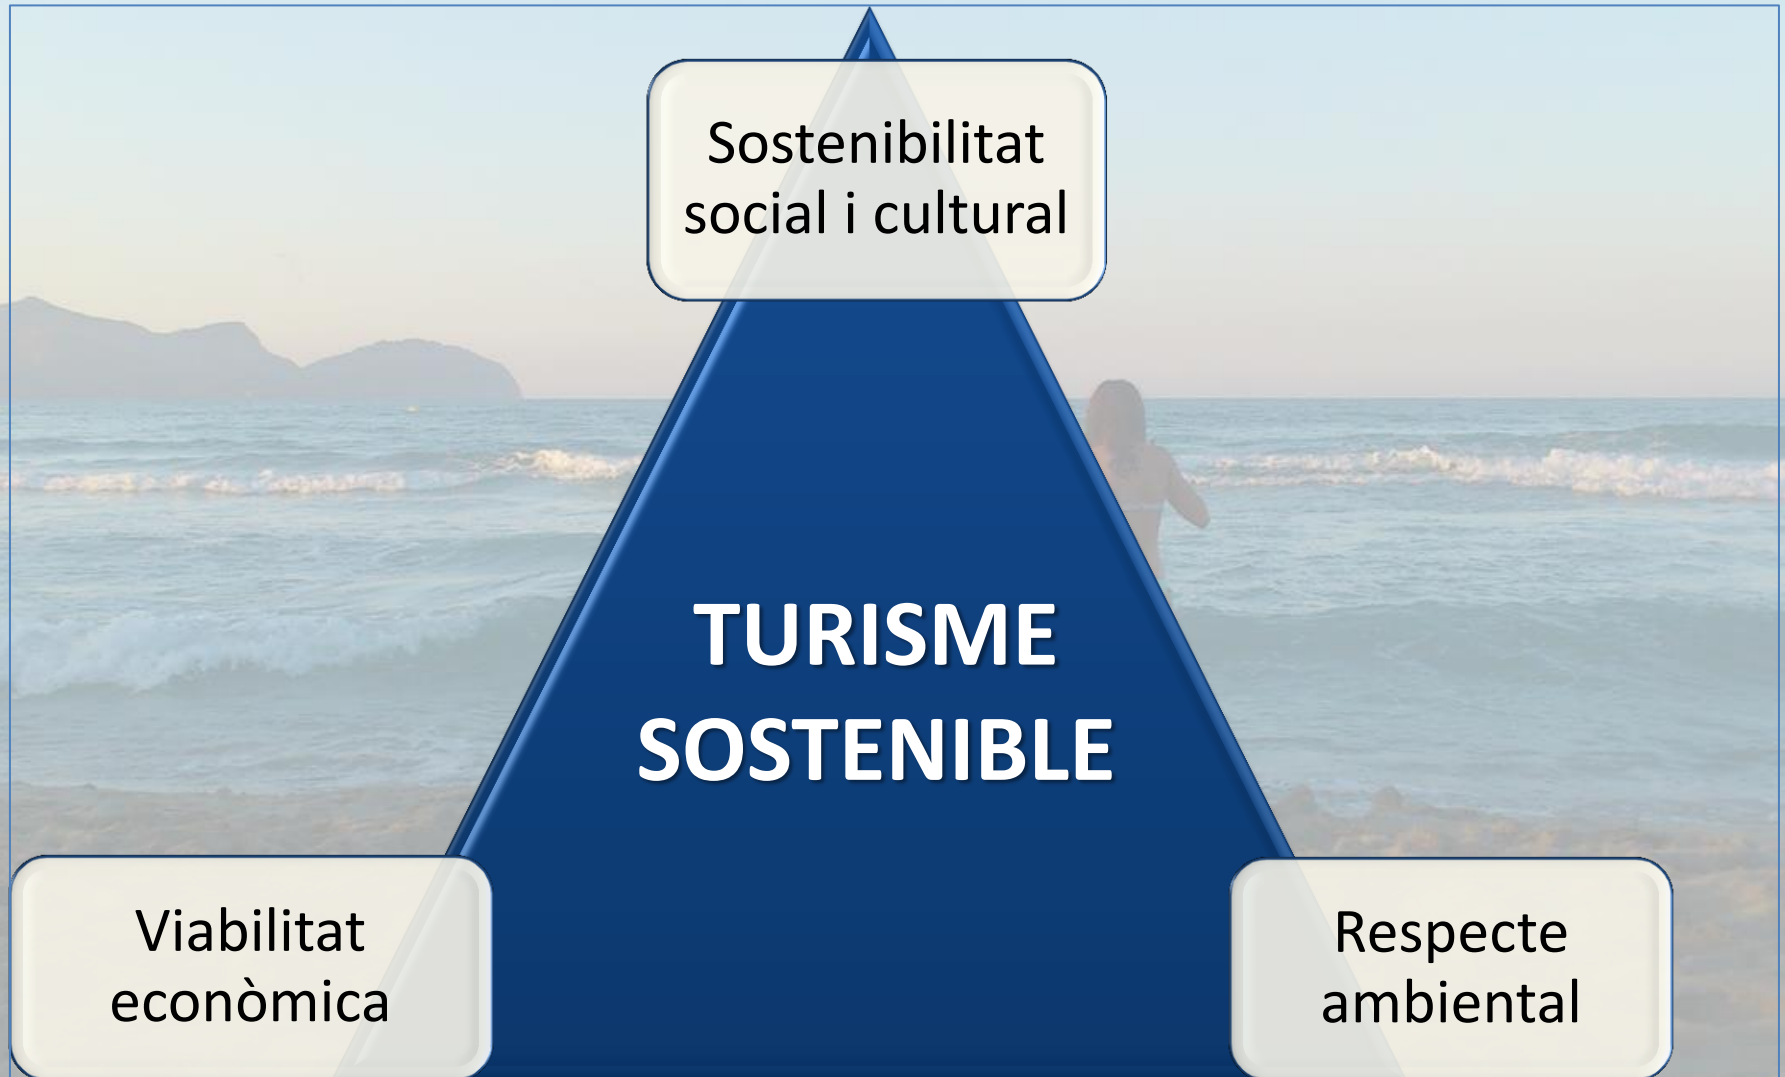 Sostenibilitat
social i cultural
TURISME
SOSTENIBLE
Viabilitat
econòmica
Respecte
ambiental